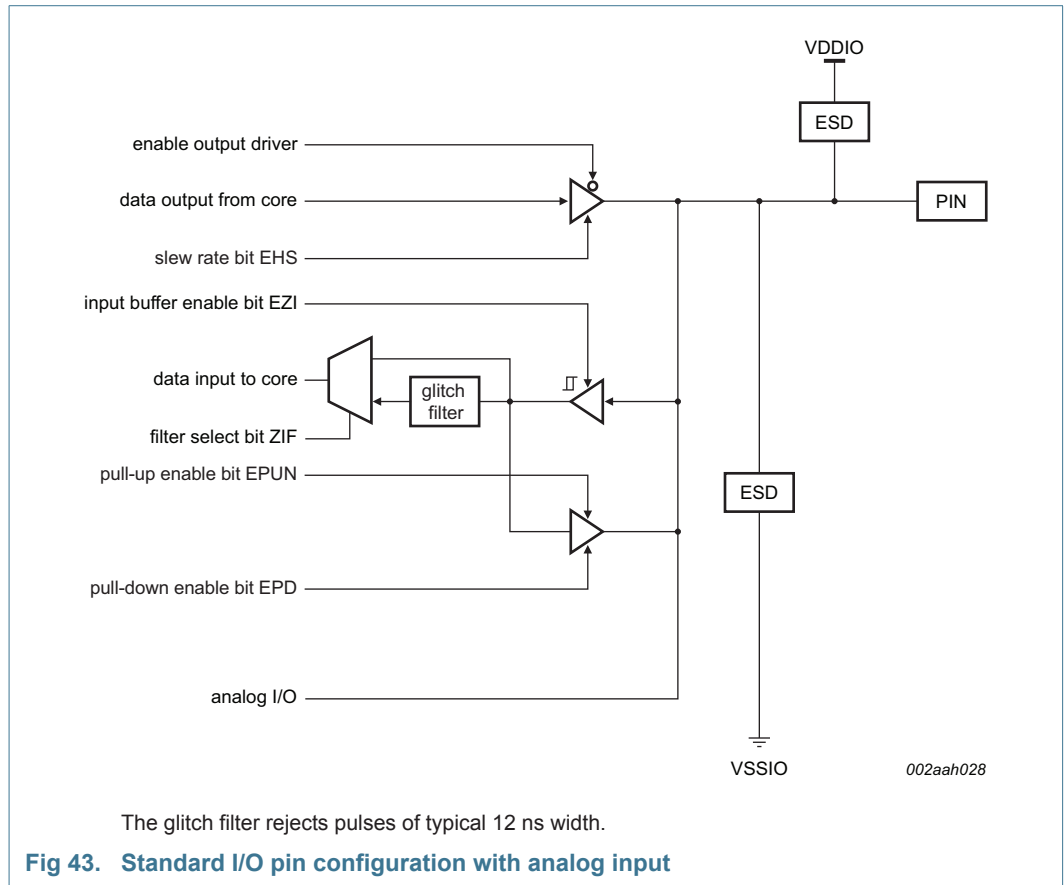 VDDIO
ESD
enable output driver
data output from core
PIN
slew rate bit EHS
input buffer enable bit EZI
data input to core
glitch
filter
filter select bit ZIF
pull-up enable bit EPUN
ESD
pull-down enable bit EPD
analog I/O
VSSIO
002aah028
The glitch filter rejects pulses of typical 12 ns width.
Fig 43. Standard I/O pin configuration with analog input